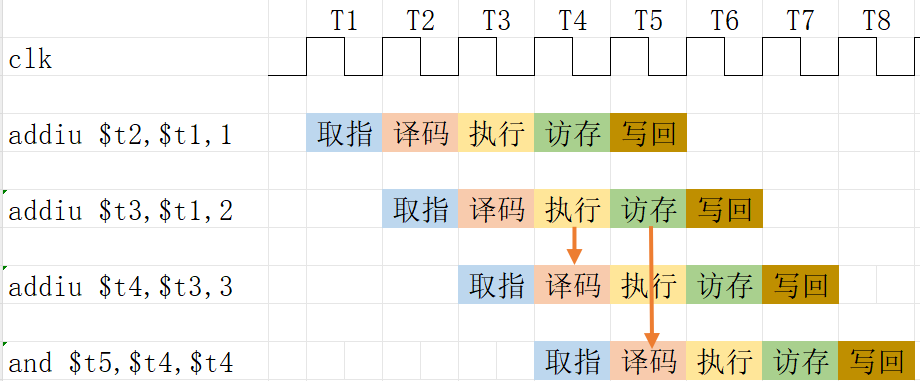 T1 T2 T3 T4 T5 T6 T7 T8
clk
addiu $t2,$t1,1 取指 译码 执行 访存 写回
addiu $t3,$t1,2 取指 译码 执行 访存 写回
addiu $t4,$t3,3 取指 译码 执行 访存 写回
and $t5,$t4,$t4 取指 译码 执行 访存 写回